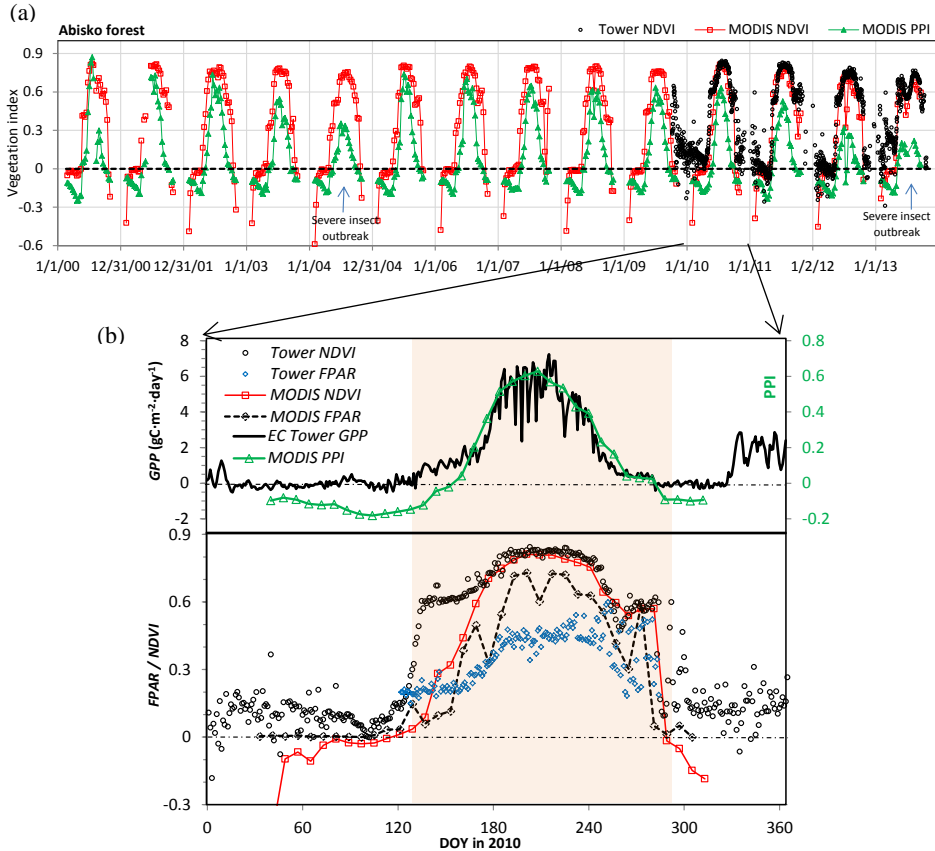 (a)
Abisko forest
Tower NDVI MODIS NDVI MODIS PPI
Vegetation index
0.9
0.6
0.3
0
-0.3
-0.6
Severe insect
outbreak
Severe insect
outbreak
1/1/00 12/31/00 12/31/01 1/1/03 1/1/04 12/31/04 1/1/06 1/1/07 1/1/08 1/1/09 1/1/10 1/1/11 1/2/12 1/1/13
(b)
GPP (gC·m⁻²·day⁻¹)
8
6
4
2
0
-2
Tower NDVI
Tower FPAR
MODIS NDVI
MODIS FPAR
EC Tower GPP
MODIS PPI
PPI
0.8
0.6
0.4
0.2
0
-0.2
FPAR / NDVI
0.9
0.6
0.3
0
-0.3
0 60 120 180 240 300 360
DOY in 2010